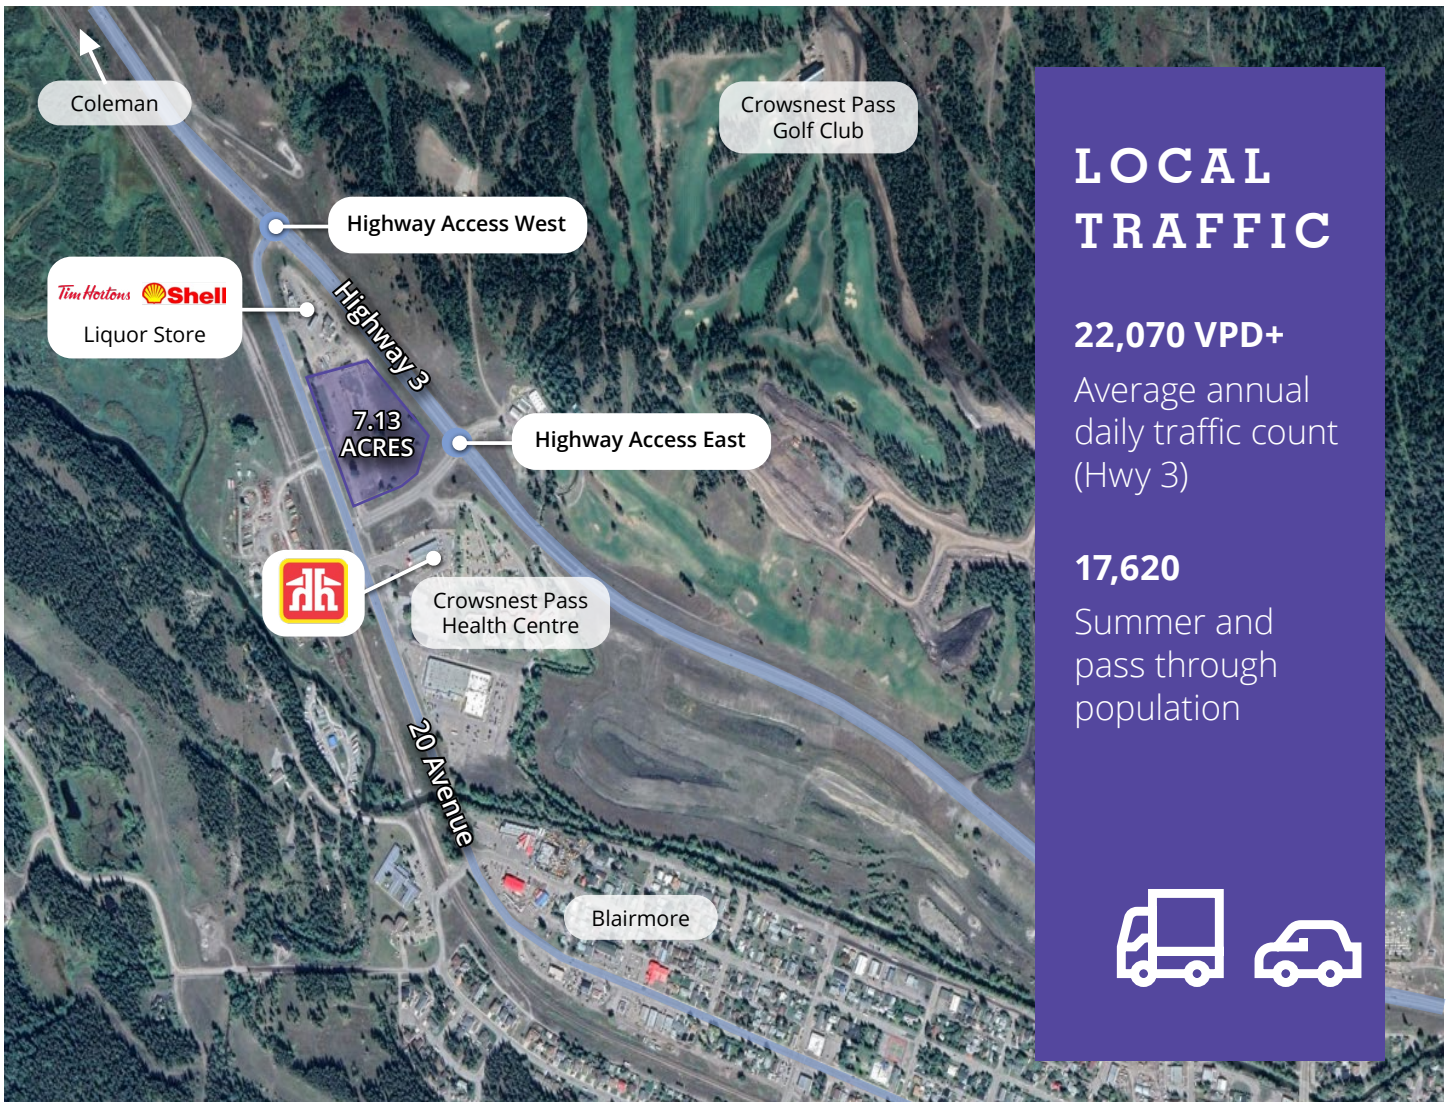 Coleman
Crowsnest Pass
Golf Club
Highway Access West
Tim Hortons Shell
Liquor Store
Highway 3
7.13
ACRES
Highway Access East
Crowsnest Pass
Health Centre
20 Avenue
Blairmore
LOCAL
TRAFFIC
22,070 VPD+
Average annual
daily traffic count
(Hwy 3)
17,620
Summer and
pass through
population